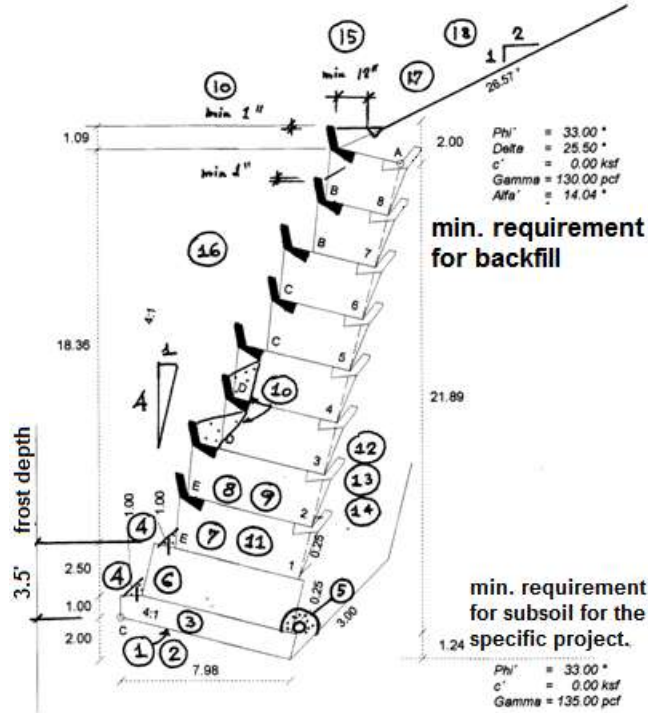 15
18
2
1
min 12"
17
26.57°
10
min 1"
1.09
A
2.00
Phi' = 33.00 °
Delta = 25.50 °
c' = 0.00 ksf
Gamma = 130.00 pcf
Alfa' = 14.04 °
min 1"
B
8
min. requirement
for backfill
16
B
7
C
6
4:1
1
18.36
C
5
4
D
10
4
21.89
D
3
12
E
8
9
13
2
14
frost depth
1.00
1.00
4
E
7
11
1
0.25
3.5'
2.50
4
6
0.25
5
min. requirement
for subsoil for the
specific project.
1.00
4:1
3
3.00
C
2.00
1
2
1.24
7.98
Phi' = 33.00 °
c' = 0.00 ksf
Gamma = 135.00 pcf